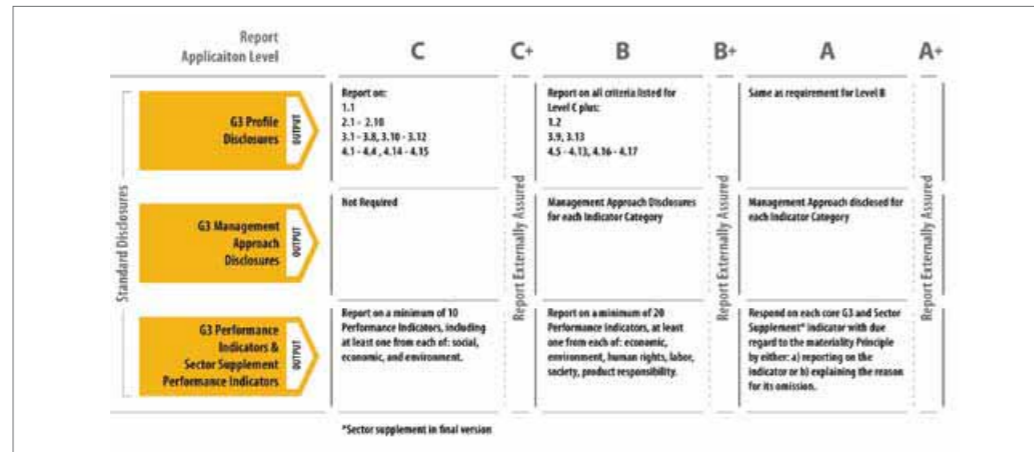 Report
Applicaiton Level
C
C+
B
B+
A
A+
Standard Disclosures
G3 Profile
Disclosures
OUTPUT
Report on:
1.1
2.1 - 2.10
3.1 - 3.8, 3.10 - 3.12
4.1 - 4.4 , 4.14 - 4.15
Report on all criteria listed for
Level C plus:
1.2
3.9, 3.13
4.5 - 4.13, 4.16 - 4.17
Same as requirement for Level B
G3 Management
Approach
Disclosures
OUTPUT
Not Required
Management Approach Disclosures
for each Indicator Category
Management Approach disclosed for
each Indicator Category
G3 Performance
Indicators &
Sector Supplement
Performance Indicators
OUTPUT
Report on a minimum of 10
Performance Indicators, including
at least one from each of: social,
economic, and environment.
Report on a minimum of 20
Performance Indicators, at least
one from each of: economic,
environment, human rights, labor,
society, product responsibility.
Respond on each core G3 and Sector
Supplement* indicator with due
regard to the materiality Principle
by either: a) reporting on the
indicator or b) explaining the reason
for its omission.
Report Externally Assured
Report Externally Assured
Report Externally Assured
*Sector supplement in final version